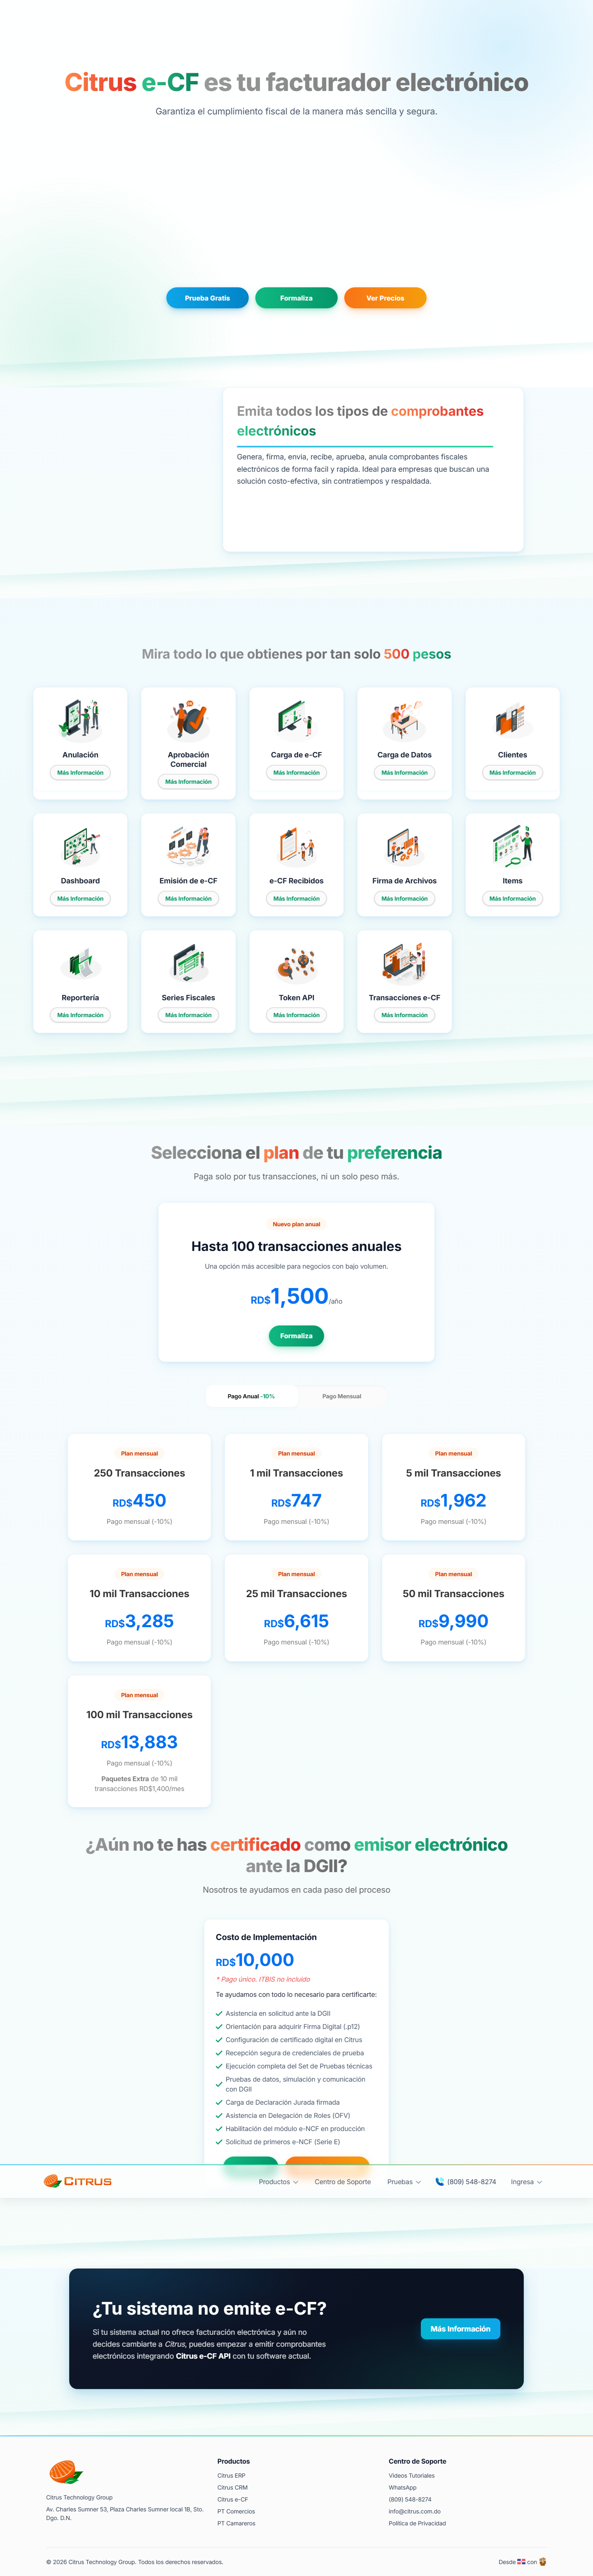 Citrus e-CF es tu facturador electrónico
Garantiza el cumplimiento fiscal de la manera más sencilla y segura.
Prueba Gratis
Formaliza
Ver Precios
Emita todos los tipos de comprobantes
electrónicos
Genera, firma, envia, recibe, aprueba, anula comprobantes fiscales
electrónicos de forma facil y rapida. Ideal para empresas que buscan una
solución costo-efectiva, sin contratiempos y respaldada.
Mira todo lo que obtienes por tan solo 500 pesos
Anulación
Más Información
Aprobación
Comercial
Más Información
Carga de e-CF
Más Información
Carga de Datos
Más Información
Clientes
Más Información
Dashboard
Más Información
Emisión de e-CF
Más Información
e-CF Recibidos
Más Información
Firma de Archivos
Más Información
Items
Más Información
Reportería
Más Información
Series Fiscales
Más Información
Token API
Más Información
Transacciones e-CF
Más Información
Selecciona el plan de tu preferencia
Paga solo por tus transacciones, ni un solo peso más.
Nuevo plan anual
Hasta 100 transacciones anuales
Una opción más accesible para negocios con bajo volumen.
RD$1,500/año
Formaliza
Pago Anual -10%
Pago Mensual
Plan mensual
250 Transacciones
RD$450
Pago mensual (-10%)
Plan mensual
1 mil Transacciones
RD$747
Pago mensual (-10%)
Plan mensual
5 mil Transacciones
RD$1,962
Pago mensual (-10%)
Plan mensual
10 mil Transacciones
RD$3,285
Pago mensual (-10%)
Plan mensual
25 mil Transacciones
RD$6,615
Pago mensual (-10%)
Plan mensual
50 mil Transacciones
RD$9,990
Pago mensual (-10%)
Plan mensual
100 mil Transacciones
RD$13,883
Pago mensual (-10%)
Paquetes Extra de 10 mil
transacciones RD$1,400/mes
¿Aún no te has certificado como emisor electrónico
ante la DGII?
Nosotros te ayudamos en cada paso del proceso
Costo de Implementación
RD$10,000
* Pago único. ITBIS no incluido
Te ayudamos con todo lo necesario para certificarte:
Asistencia en solicitud ante la DGII
Orientación para adquirir Firma Digital (.p12)
Configuración de certificado digital en Citrus
Recepción segura de credenciales de prueba
Ejecución completa del Set de Pruebas técnicas
Pruebas de datos, simulación y comunicación
con DGII
Carga de Declaración Jurada firmada
Asistencia en Delegación de Roles (OFV)
Habilitación del módulo e-NCF en producción
Solicitud de primeros e-NCF (Serie E)
CITRUS
Productos
Centro de Soporte
Pruebas
(809) 548-8274
Ingresa
¿Tu sistema no emite e-CF?
Si tu sistema actual no ofrece facturación electrónica y aún no
decides cambiarte a Citrus, puedes empezar a emitir comprobantes
electrónicos integrando Citrus e-CF API con tu software actual.
Más Información
Citrus Technology Group
Av. Charles Sumner 53, Plaza Charles Sumner local 1B, Sto.
Dgo. D.N.
Productos
Citrus ERP
Citrus CRM
Citrus e-CF
PT Comercios
PT Camareros
Centro de Soporte
Videos Tutoriales
WhatsApp
(809) 548-8274
info@citrus.com.do
Política de Privacidad
© 2026 Citrus Technology Group. Todos los derechos reservados.
Desde con